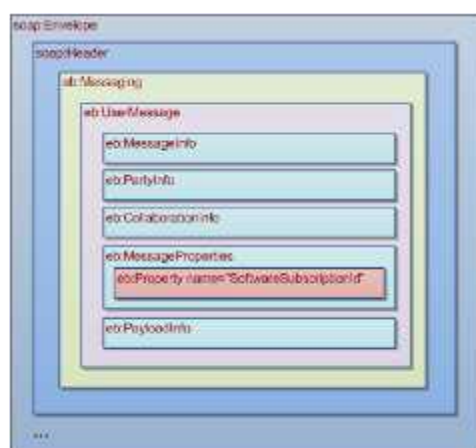 soap:Envelope
soap:Header
eb:Messaging
eb:UserMessage
eb:MessageInfo
eb:PartyInfo
eb:CollaborationInfo
eb:MessageProperties
eb:Property name="SoftwareSubscriptionId"
eb:PayloadInfo
...